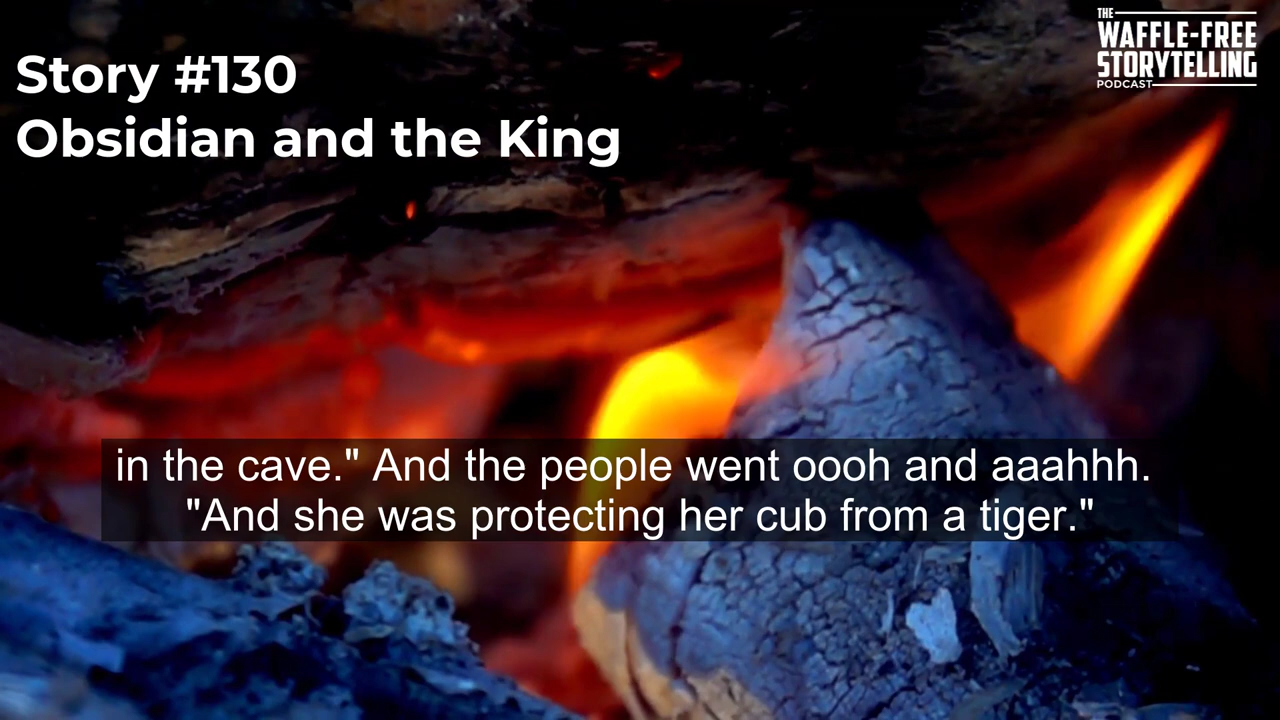 Story #130
Obsidian and the King
THE
WAFFLE-FREE
STORYTELLING
PODCAST
in the cave." And the people went oooh and aaahhh.
"And she was protecting her cub from a tiger."